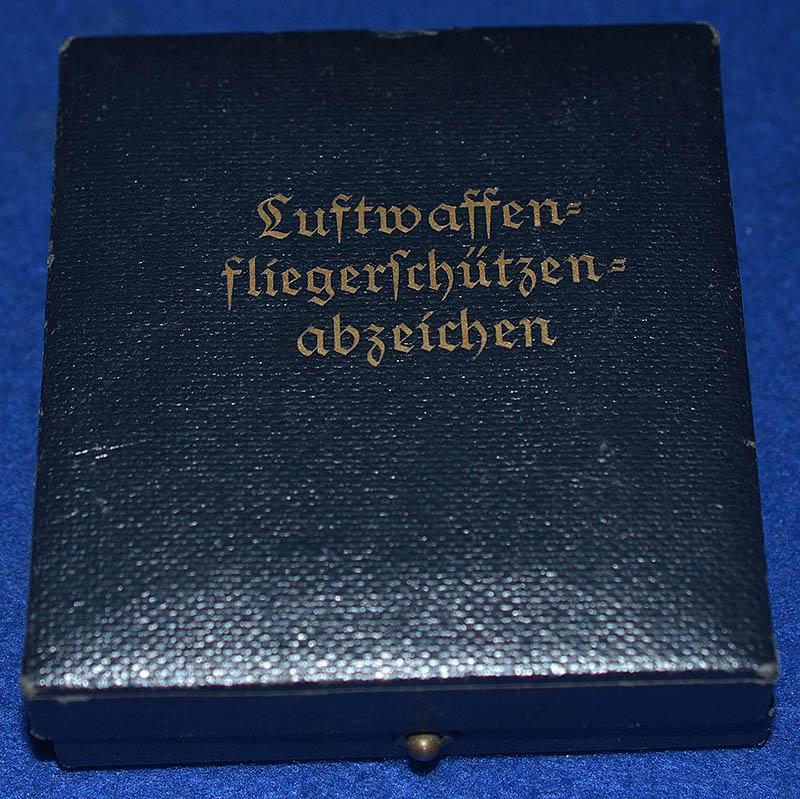 Luftwaffen=
fliegerſchützen=
abzeichen